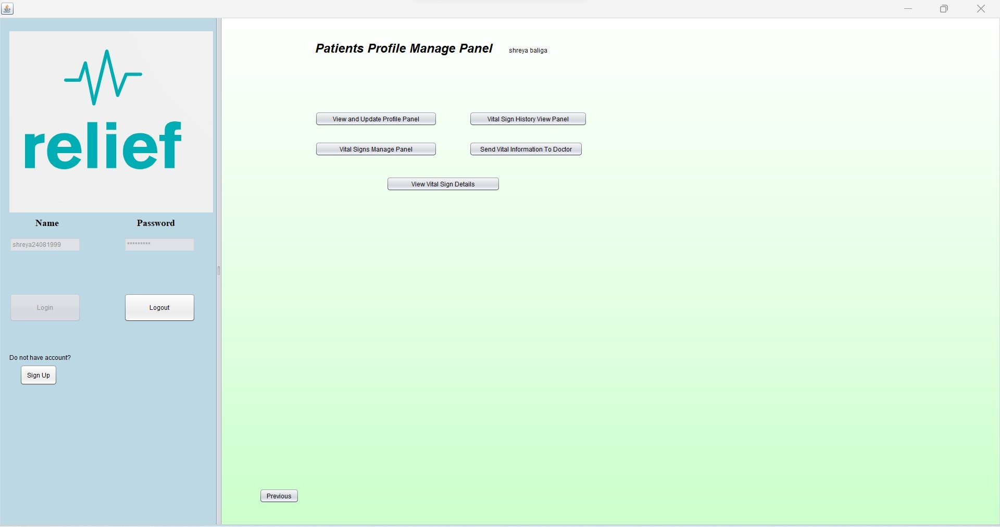 relief
Name Password
shreya24081999 *********
Login Logout
Do not have account?
Sign Up
Patients Profile Manage Panel shreya baliga
View and Update Profile Panel Vital Sign History View Panel
Vital Signs Manage Panel Send Vital Information To Doctor
View Vital Sign Details
Previous